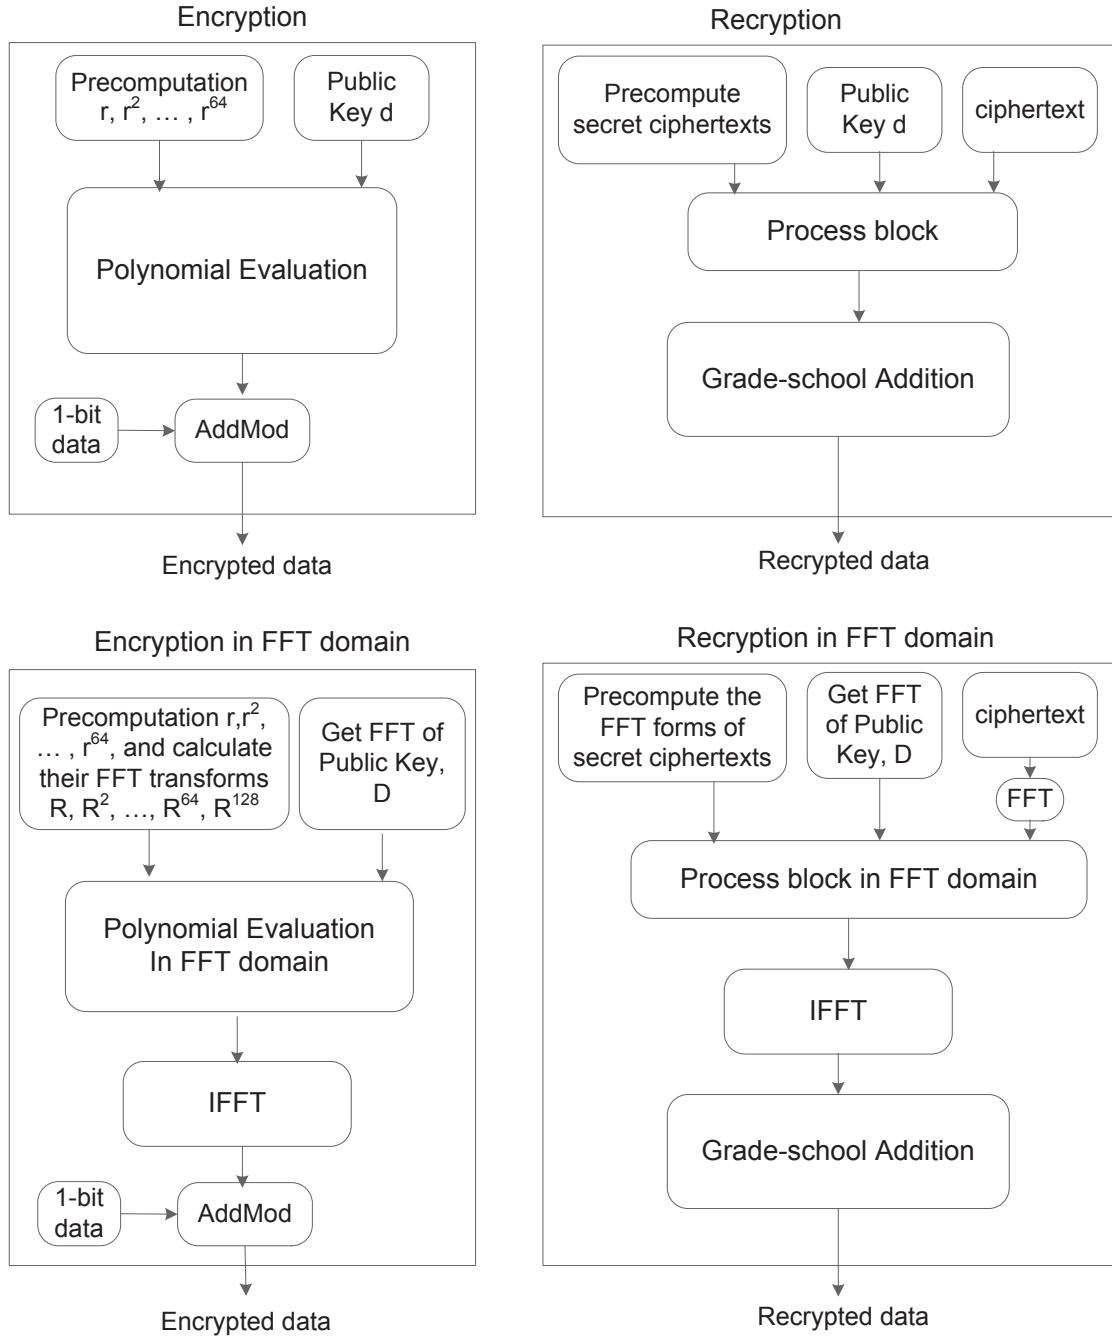 Encryption
Precomputation
r, r², … , r⁶⁴
Public
Key d
Polynomial Evaluation
1-bit
data
AddMod
Encrypted data
Recryption
Precompute
secret ciphertexts
Public
Key d
ciphertext
Process block
Grade-school Addition
Recrypted data
Encryption in FFT domain
Precomputation r,r²,
… , r⁶⁴, and calculate
their FFT transforms
R, R², …, R⁶⁴, R¹²⁸
Get FFT of
Public Key,
D
Polynomial Evaluation
In FFT domain
IFFT
1-bit
data
AddMod
Encrypted data
Recryption in FFT domain
Precompute the
FFT forms of
secret ciphertexts
Get FFT
of Public
Key, D
ciphertext
FFT
Process block in FFT domain
IFFT
Grade-school Addition
Recrypted data